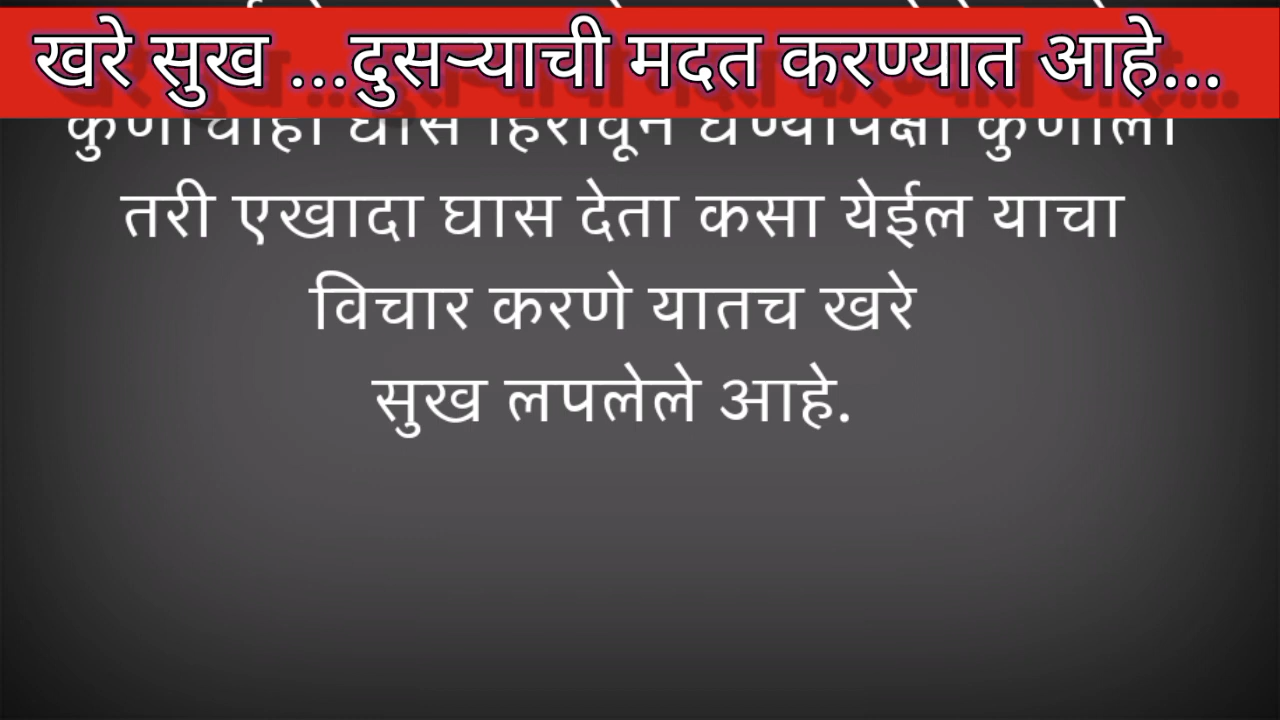 खरे सुख ...दुसऱ्याची मदत करण्यात आहे...
कुणाचाही घास हिरावून घेण्यापेक्षा कुणाला
तरी एखादा घास देता कसा येईल याचा
विचार करणे यातच खरे
सुख लपलेले आहे.